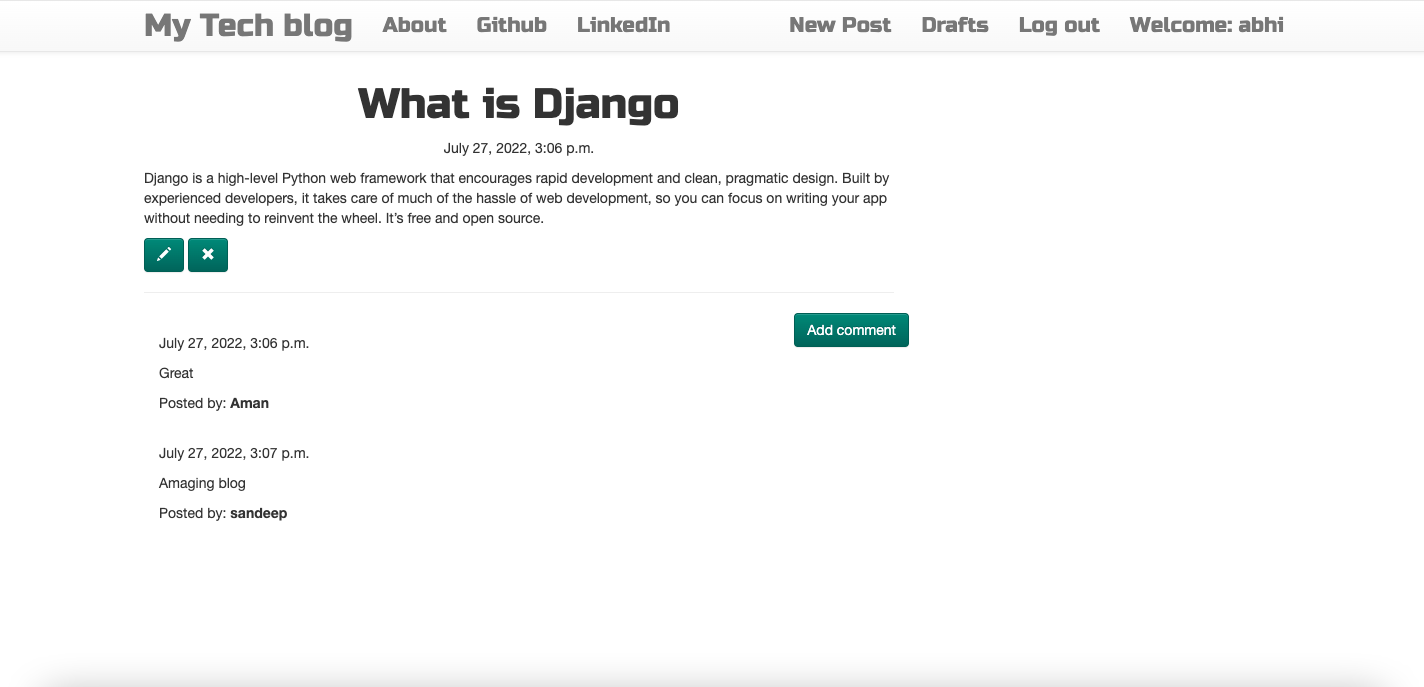 My Tech blog About Github LinkedIn New Post Drafts Log out Welcome: abhi
What is Django
July 27, 2022, 3:06 p.m.
Django is a high-level Python web framework that encourages rapid development and clean, pragmatic design. Built by
experienced developers, it takes care of much of the hassle of web development, so you can focus on writing your app
without needing to reinvent the wheel. It’s free and open source.
Add comment
July 27, 2022, 3:06 p.m.
Great
Posted by: Aman
July 27, 2022, 3:07 p.m.
Amaging blog
Posted by: sandeep